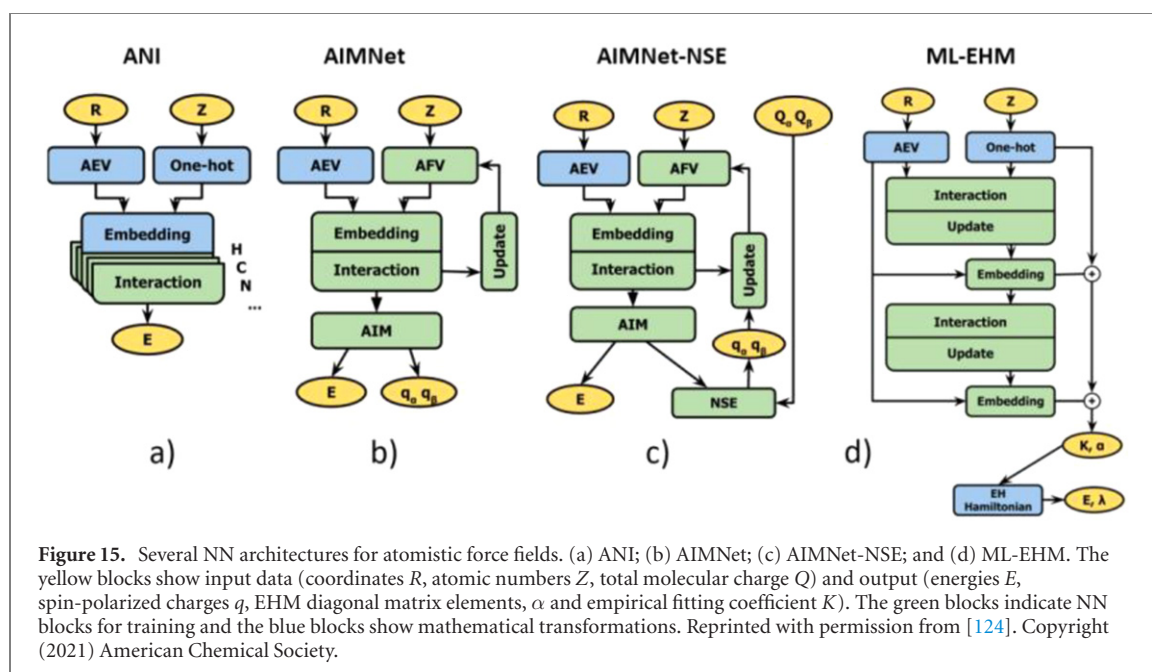 ANI
AIMNet
AIMNet-NSE
ML-EHM
R
Z
AEV
One-hot
Embedding
Interaction
H
C
N
...
E
a)
R
Z
AEV
AFV
Embedding
Interaction
Update
AIM
E
qα qβ
b)
R
Z
Qα Qβ
AEV
AFV
Embedding
Interaction
Update
AIM
qα qβ
E
NSE
c)
R
Z
AEV
One-hot
Interaction
Update
Embedding
+
Interaction
Update
Embedding
+
K, α
EH
Hamiltonian
E, λ
d)
Figure 15. Several NN architectures for atomistic force fields. (a) ANI; (b) AIMNet; (c) AIMNet-NSE; and (d) ML-EHM. The
yellow blocks show input data (coordinates R, atomic numbers Z, total molecular charge Q) and output (energies E,
spin-polarized charges q, EHM diagonal matrix elements, α and empirical fitting coefficient K). The green blocks indicate NN
blocks for training and the blue blocks show mathematical transformations. Reprinted with permission from [124]. Copyright
(2021) American Chemical Society.